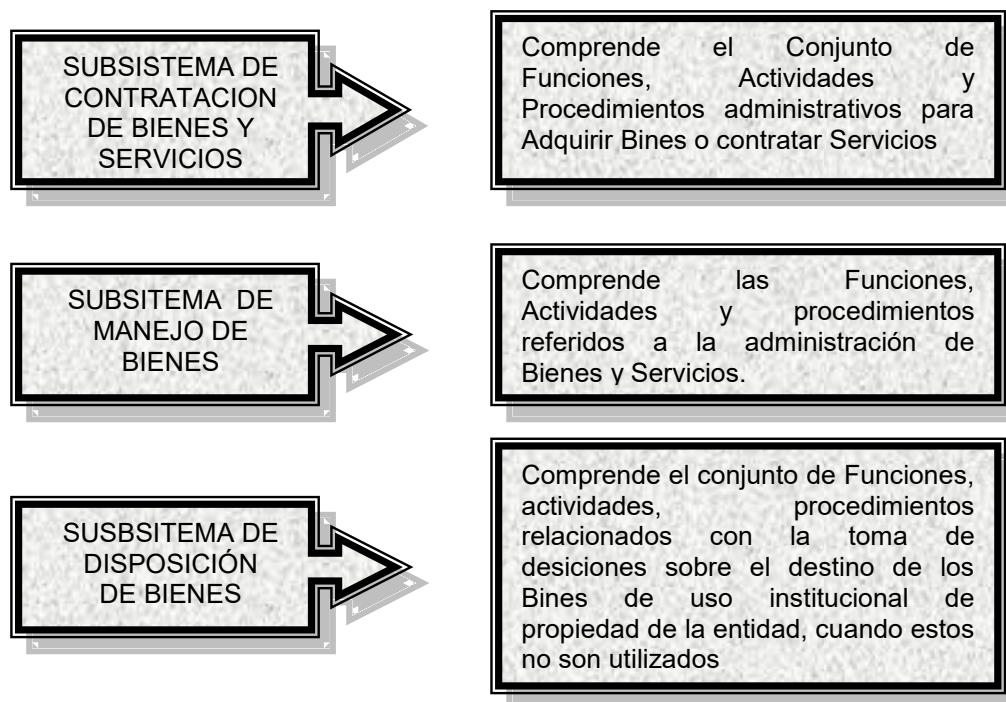 SUBSISTEMA DE
CONTRATACION
DE BIENES Y
SERVICIOS
Comprende el Conjunto de
Funciones, Actividades y
Procedimientos administrativos para
Adquirir Bines o contratar Servicios
SUBSITEMA DE
MANEJO DE
BIENES
Comprende las Funciones,
Actividades y procedimientos
referidos a la administración de
Bienes y Servicios.
SUSBSITEMA DE
DISPOSICIÓN
DE BIENES
Comprende el conjunto de Funciones,
actividades, procedimientos
relacionados con la toma de
desiciones sobre el destino de los
Bines de uso institucional de
propiedad de la entidad, cuando estos
no son utilizados